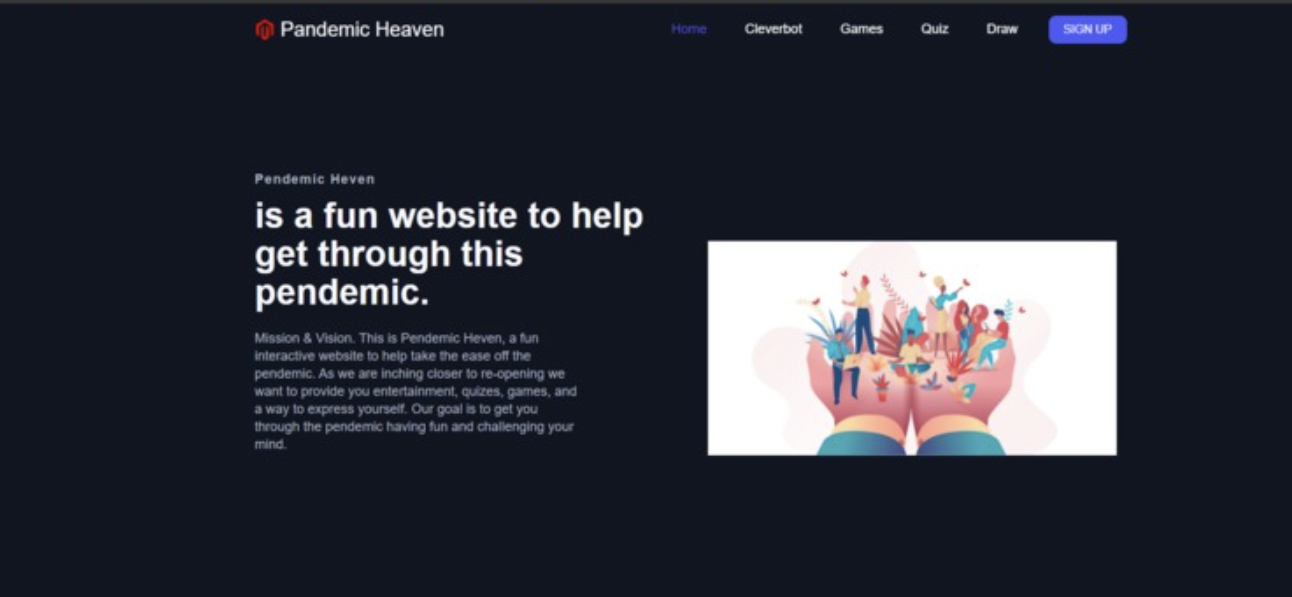 Pandemic Heaven
Home
Cleverbot
Games
Quiz
Draw
SIGN UP
Pendemic Heven
is a fun website to help
get through this
pendemic.
Mission & Vision. This is Pendemic Heven, a fun
interactive website to help take the ease off the
pendemic. As we are inching closer to re-opening we
want to provide you entertainment, quizes, games, and
a way to express yourself. Our goal is to get you
through the pendemic having fun and challenging your
mind.